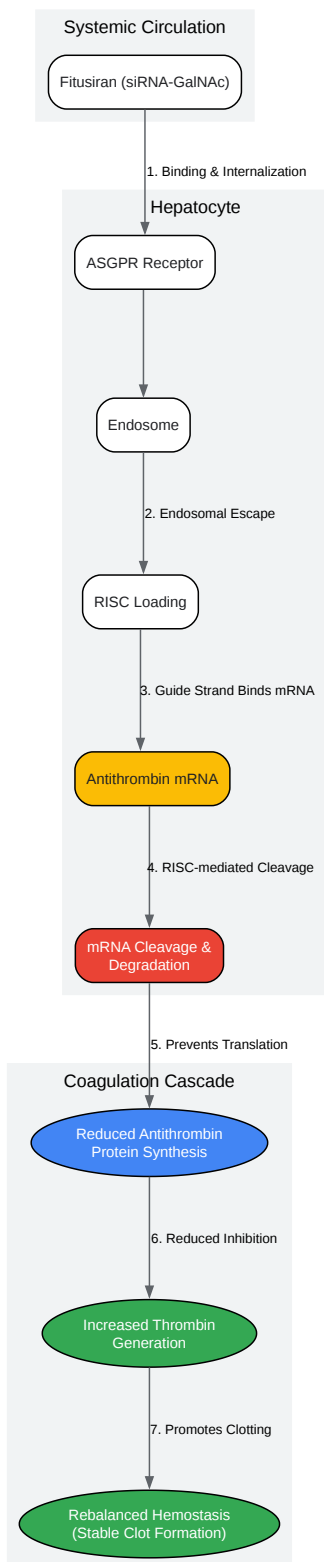 Systemic Circulation
Fitusiran (siRNA-GalNAc)
1. Binding & Internalization
Hepatocyte
ASGPR Receptor
Endosome
2. Endosomal Escape
RISC Loading
3. Guide Strand Binds mRNA
Antithrombin mRNA
4. RISC-mediated Cleavage
mRNA Cleavage &
Degradation
5. Prevents Translation
Coagulation Cascade
Reduced Antithrombin
Protein Synthesis
6. Reduced Inhibition
Increased Thrombin
Generation
7. Promotes Clotting
Rebalanced Hemostasis
(Stable Clot Formation)